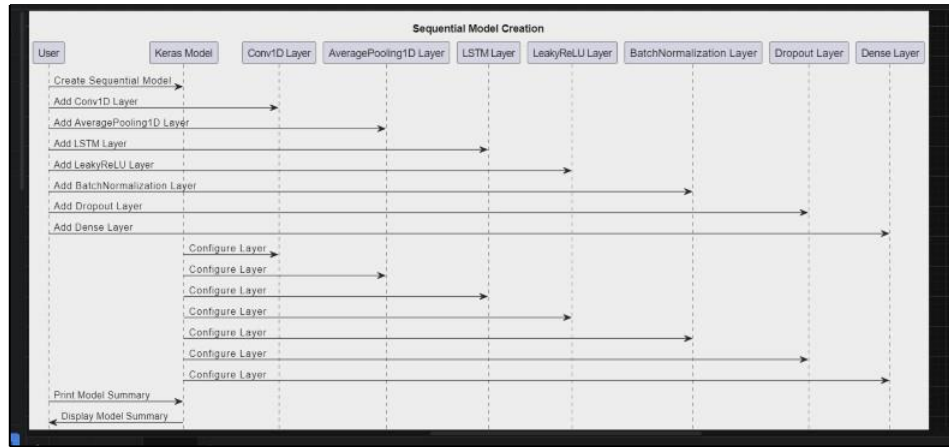 Sequential Model Creation
User Keras Model Conv1D Layer AveragePooling1D Layer LSTM Layer LeakyReLU Layer BatchNormalization Layer Dropout Layer Dense Layer
Create Sequential Model
Add Conv1D Layer
Add AveragePooling1D Layer
Add LSTM Layer
Add LeakyReLU Layer
Add BatchNormalization Layer
Add Dropout Layer
Add Dense Layer
Configure Layer
Configure Layer
Configure Layer
Configure Layer
Configure Layer
Configure Layer
Configure Layer
Print Model Summary
Display Model Summary